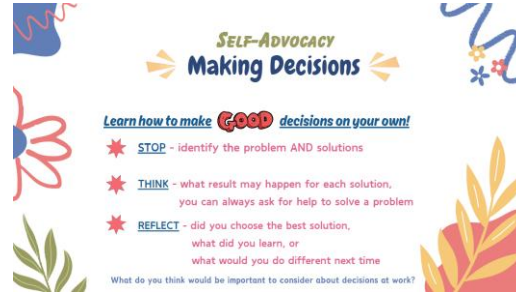 SELF-ADVOCACY
Making Decisions
Learn how to make GOOD decisions on your own!
STOP - identify the problem AND solutions
THINK - what result may happen for each solution,
you can always ask for help to solve a problem
REFLECT - did you choose the best solution,
what did you learn, or
what would you do different next time
What do you think would be important to consider about decisions at work?